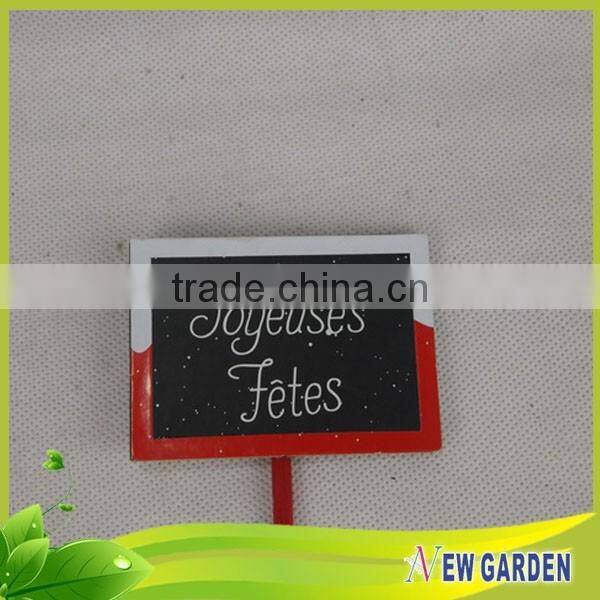 trade.china.cn
Joyeuses
Fêtes
NEW GARDEN